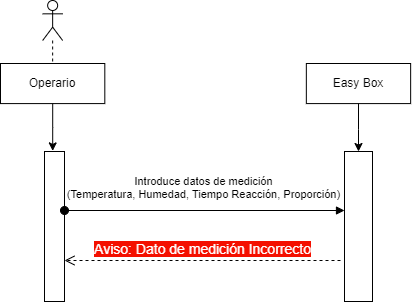 Operario
Easy Box
Introduce datos de medición
(Temperatura, Humedad, Tiempo Reacción, Proporción)
Aviso: Dato de medición Incorrecto